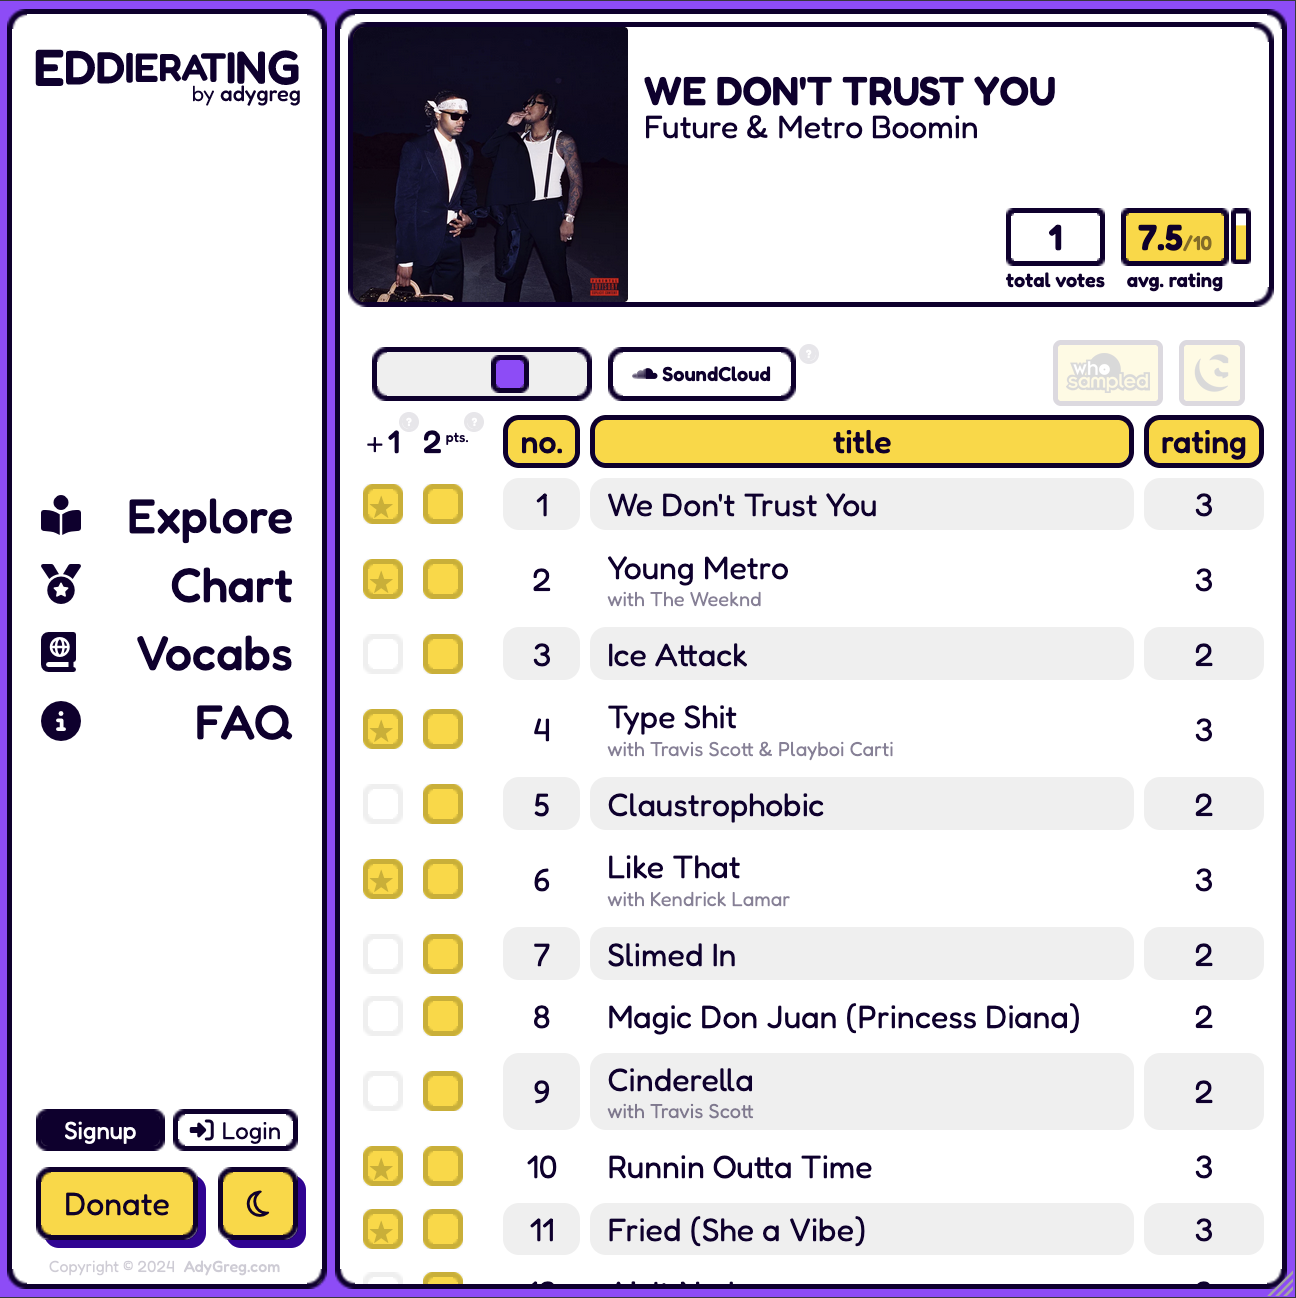 EDDIERATING
by adygreg
Explore
Chart
Vocabs
FAQ
Signup
Login
Donate
Copyright © 2024 AdyGreg.com
WE DON'T TRUST YOU
Future & Metro Boomin
1
total votes
7.5/10
avg. rating
SoundCloud
?
who
sampled
+1 ? 2 pts. ?
no. title rating
1 We Don't Trust You 3
2 Young Metro 3
with The Weeknd
3 Ice Attack 2
4 Type Shit 3
with Travis Scott & Playboi Carti
5 Claustrophobic 2
6 Like That 3
with Kendrick Lamar
7 Slimed In 2
8 Magic Don Juan (Princess Diana) 2
9 Cinderella 2
with Travis Scott
10 Runnin Outta Time 3
11 Fried (She a Vibe) 3